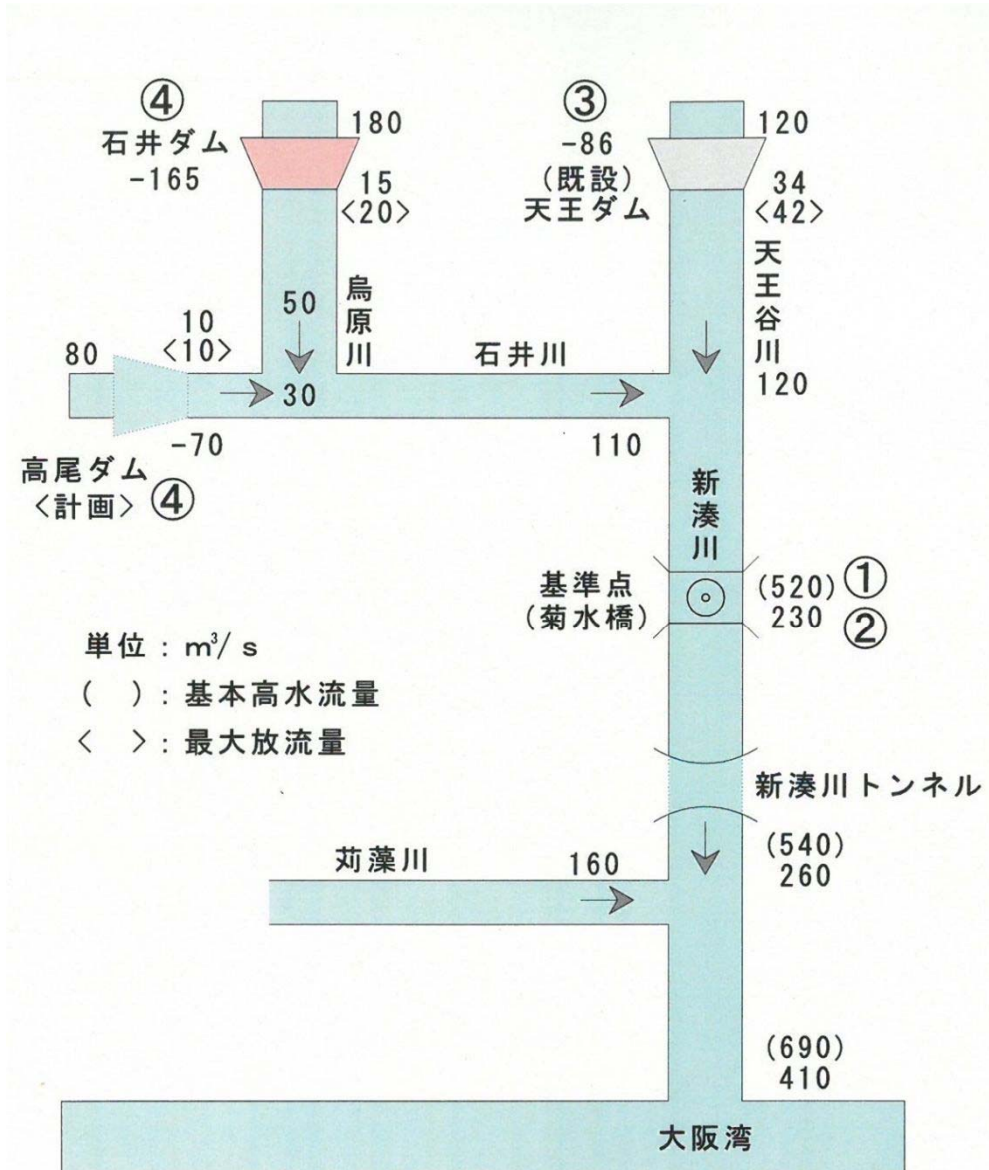 ④
石井ダム
-165
180
15
<20>
③
-86
(既設)
天王ダム
120
34
<42>
天王谷川
120
烏原川
50
10
<10>
80
30
石井川
-70
110
高尾ダム
<計画> ④
新湊川
基準点
(菊水橋)
(520) ①
230 ②
単位 : m³/s
( ) : 基本高水流量
< > : 最大放流量
新湊川トンネル
(540)
260
苅藻川
160
(690)
410
大阪湾